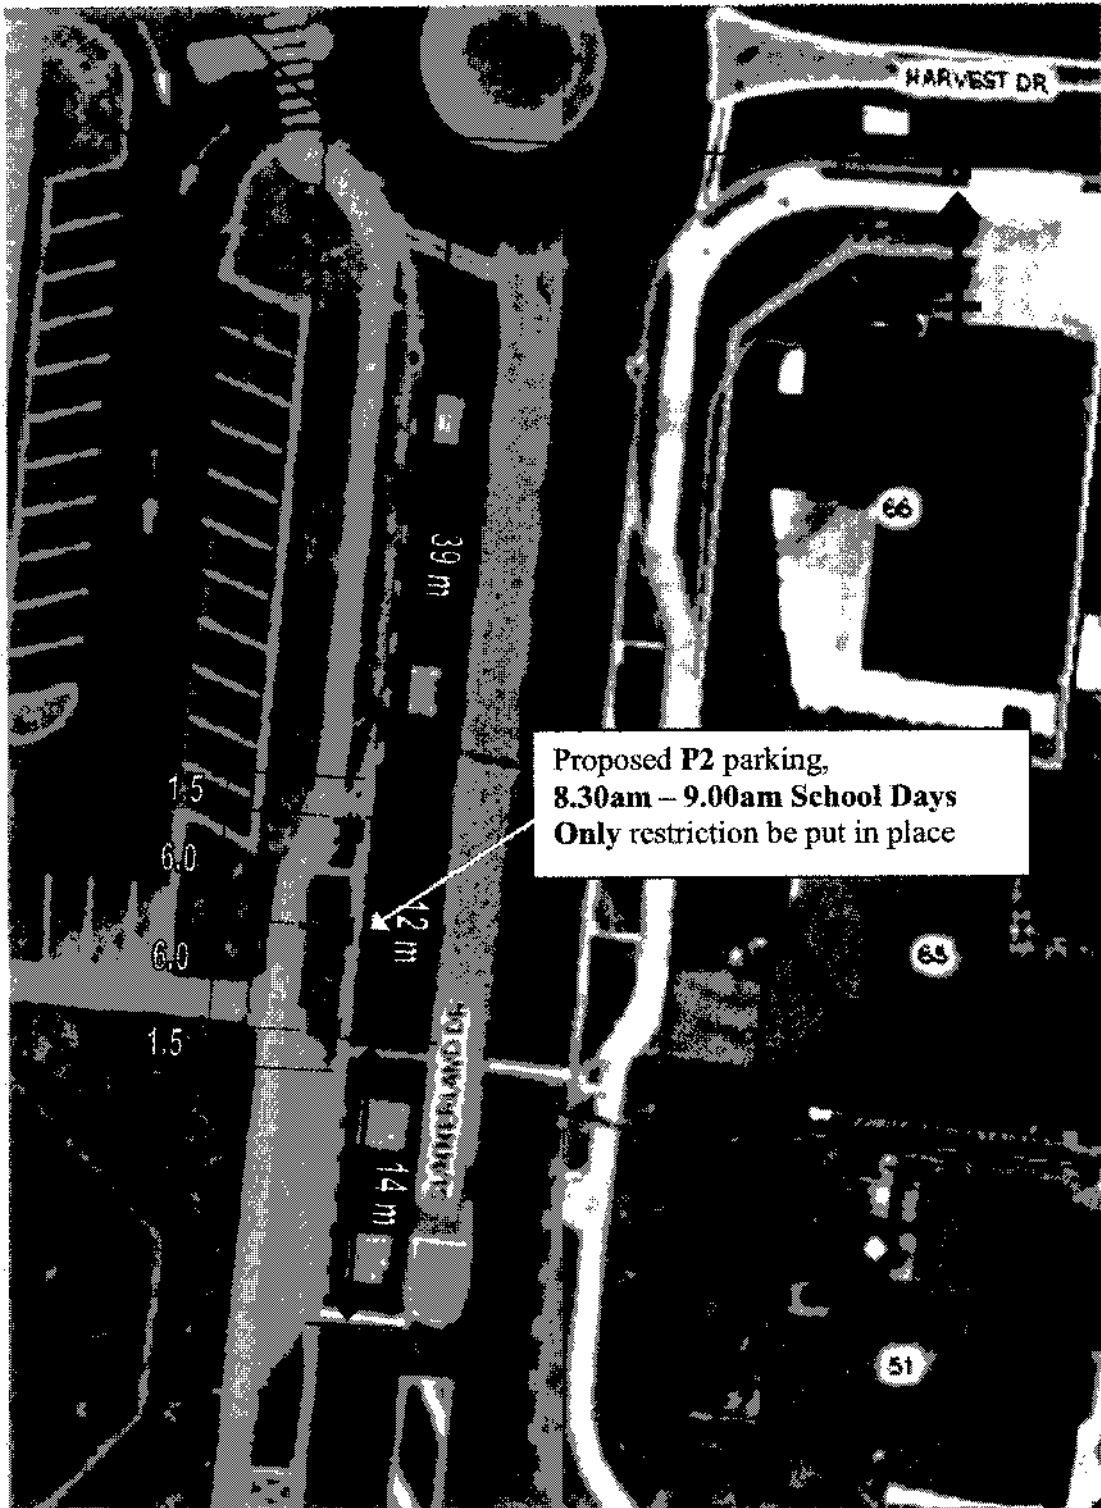 HARVEST DR
66
39 m
Proposed P2 parking,
8.30am – 9.00am School Days
Only restriction be put in place
1.5
6.0
12 m
6.0
65
1.5
14 m
51